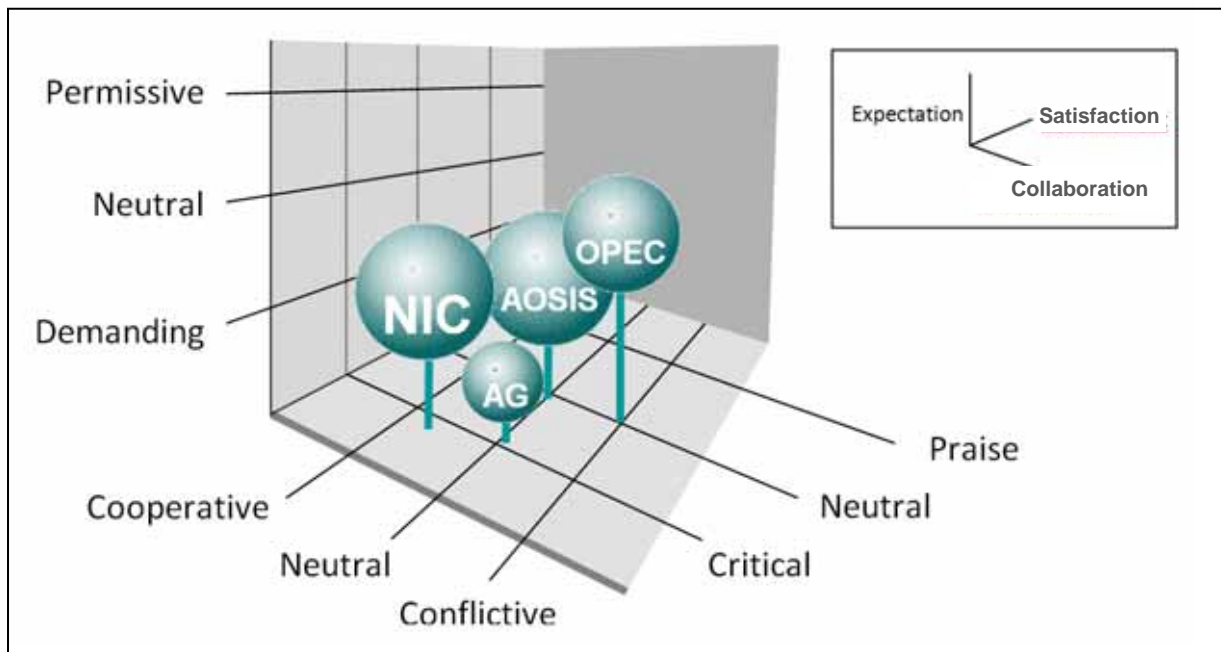 Permissive
Neutral
Demanding
Cooperative
Neutral
Conflictive
Critical
Neutral
Praise
NIC
AG
AOSIS
OPEC
Expectation
Satisfaction
Collaboration